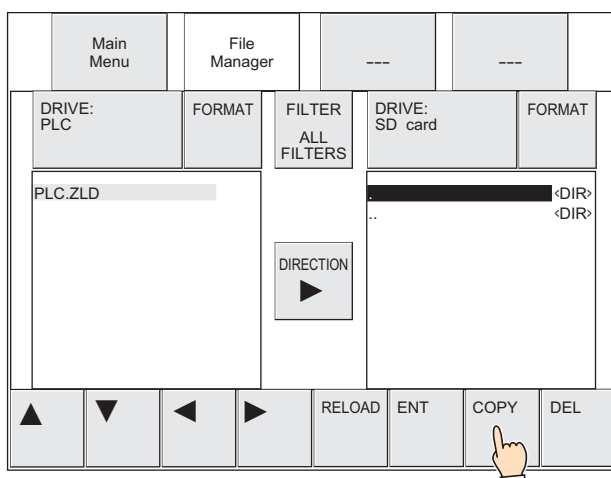 Main
Menu
File
Manager
---
---
DRIVE:
PLC
FORMAT
FILTER
ALL
FILTERS
DRIVE:
SD card
FORMAT
PLC.ZLD
. <DIR>
.. <DIR>
DIRECTION
RELOAD
ENT
COPY
DEL